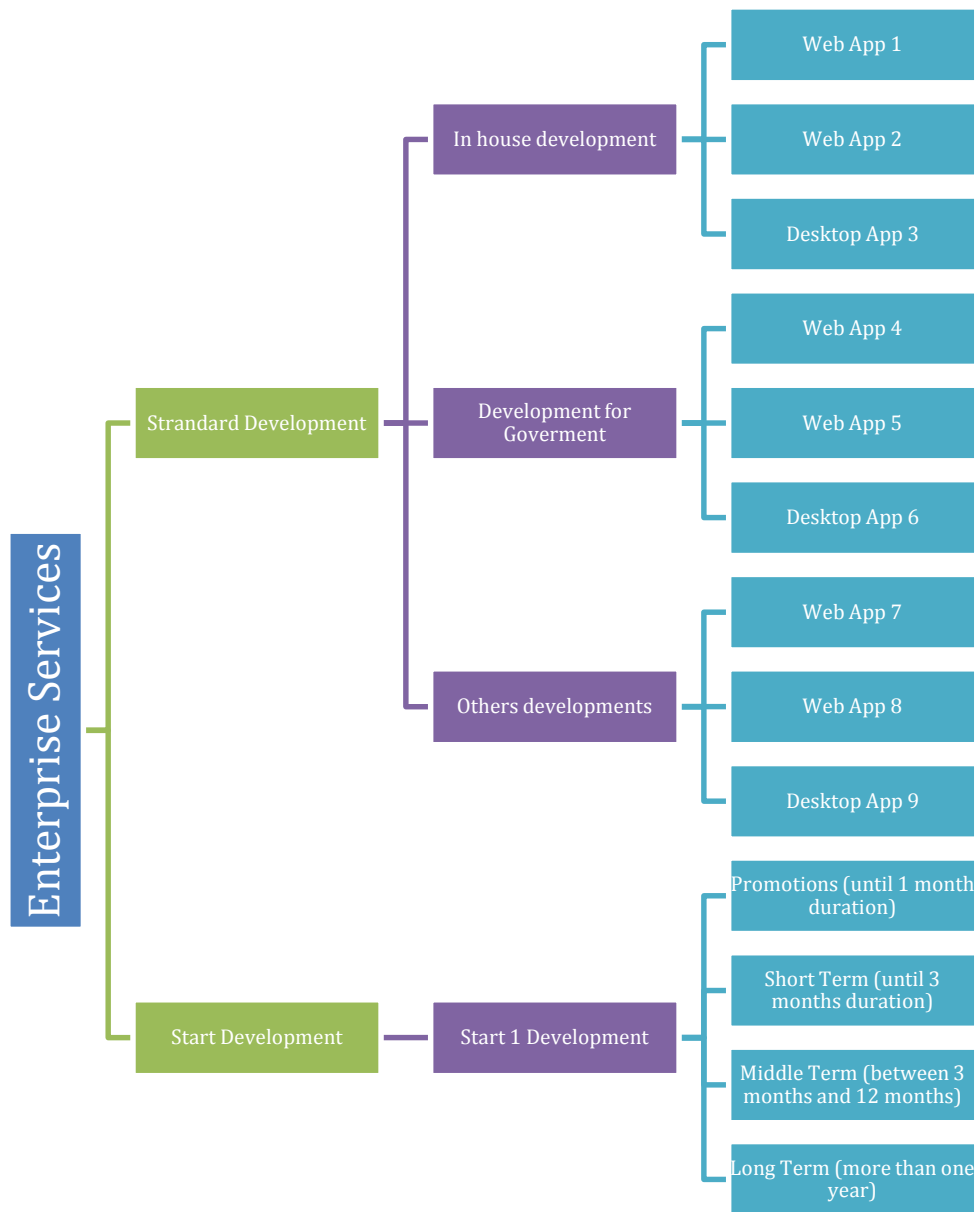 Enterprise Services
Strandard Development
In house development
Web App 1
Web App 2
Desktop App 3
Development for
Goverment
Web App 4
Web App 5
Desktop App 6
Others developments
Web App 7
Web App 8
Desktop App 9
Start Development
Start 1 Development
Promotions (until 1 month
duration)
Short Term (until 3
months duration)
Middle Term (between 3
months and 12 months)
Long Term (more than one
year)